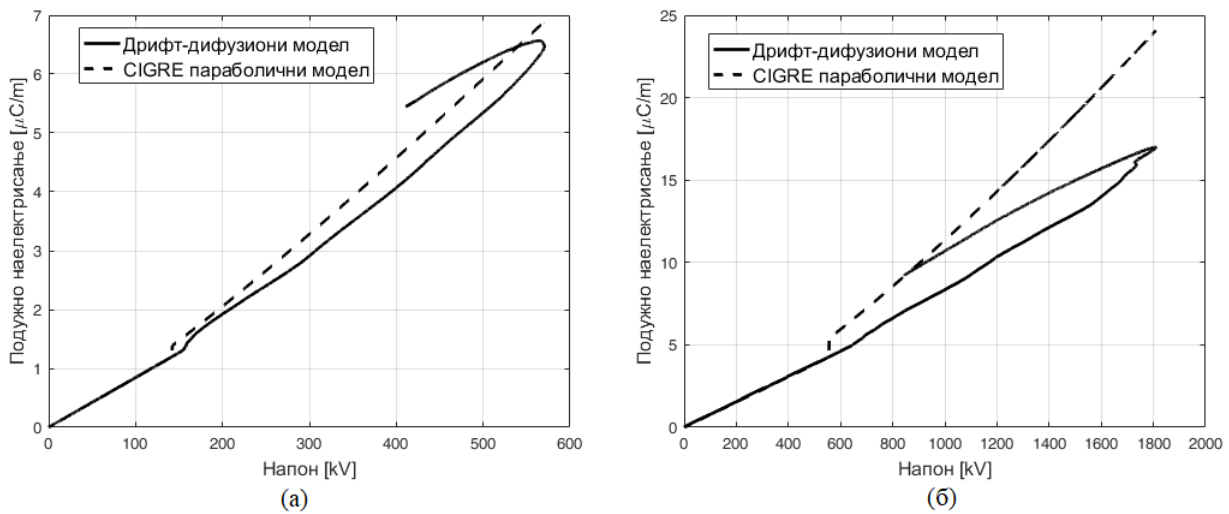 Дрифт-дифузиони модел
CIGRE параболични модел
Подужно наелектрисање [μC/m]
7
6
5
4
3
2
1
0
0 100 200 300 400 500 600
Напон [kV]
(а)
Дрифт-дифузиони модел
CIGRE параболични модел
Подужно наелектрисање [μC/m]
25
20
15
10
5
0
0 200 400 600 800 1000 1200 1400 1600 1800 2000
Напон [kV]
(б)